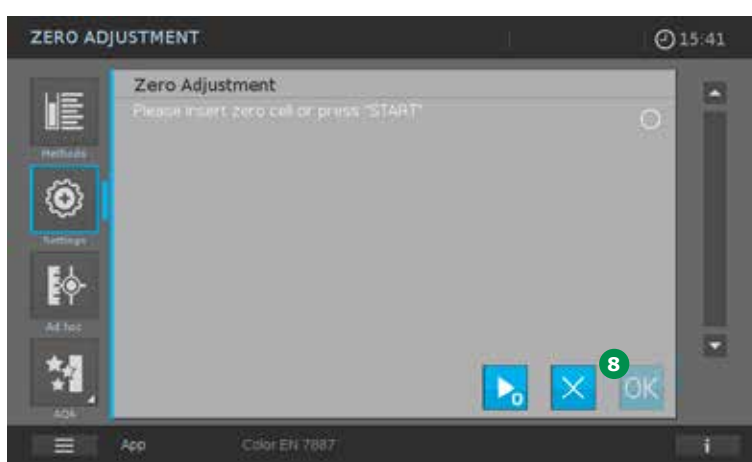 ZERO ADJUSTMENT
15:41
Zero Adjustment
Please insert zero cell or press "START"
Methods
Settings
Ad hoc
AQA
0
8
OK
App
Color EN 7887
i